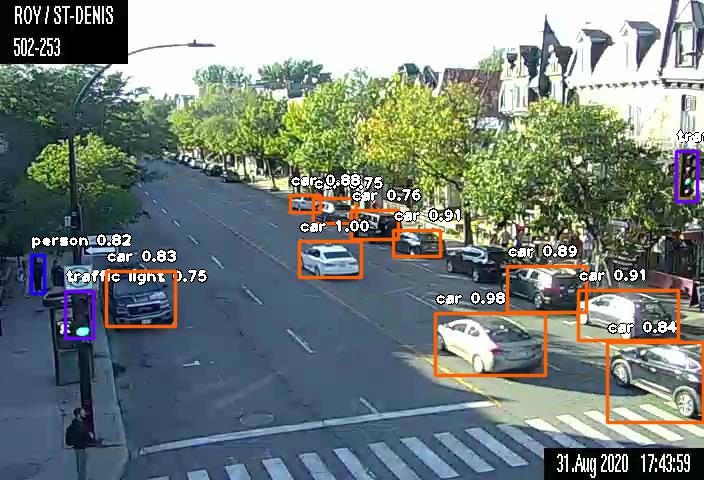 ROY / ST-DENIS
502-253
car 0.88
0.75
car 0.76
car 0.91
car 1.00
person 0.82
car 0.83
traffic light 0.75
car 0.89
car 0.91
car 0.98
car 0.84
31.Aug 2020 17:43:59